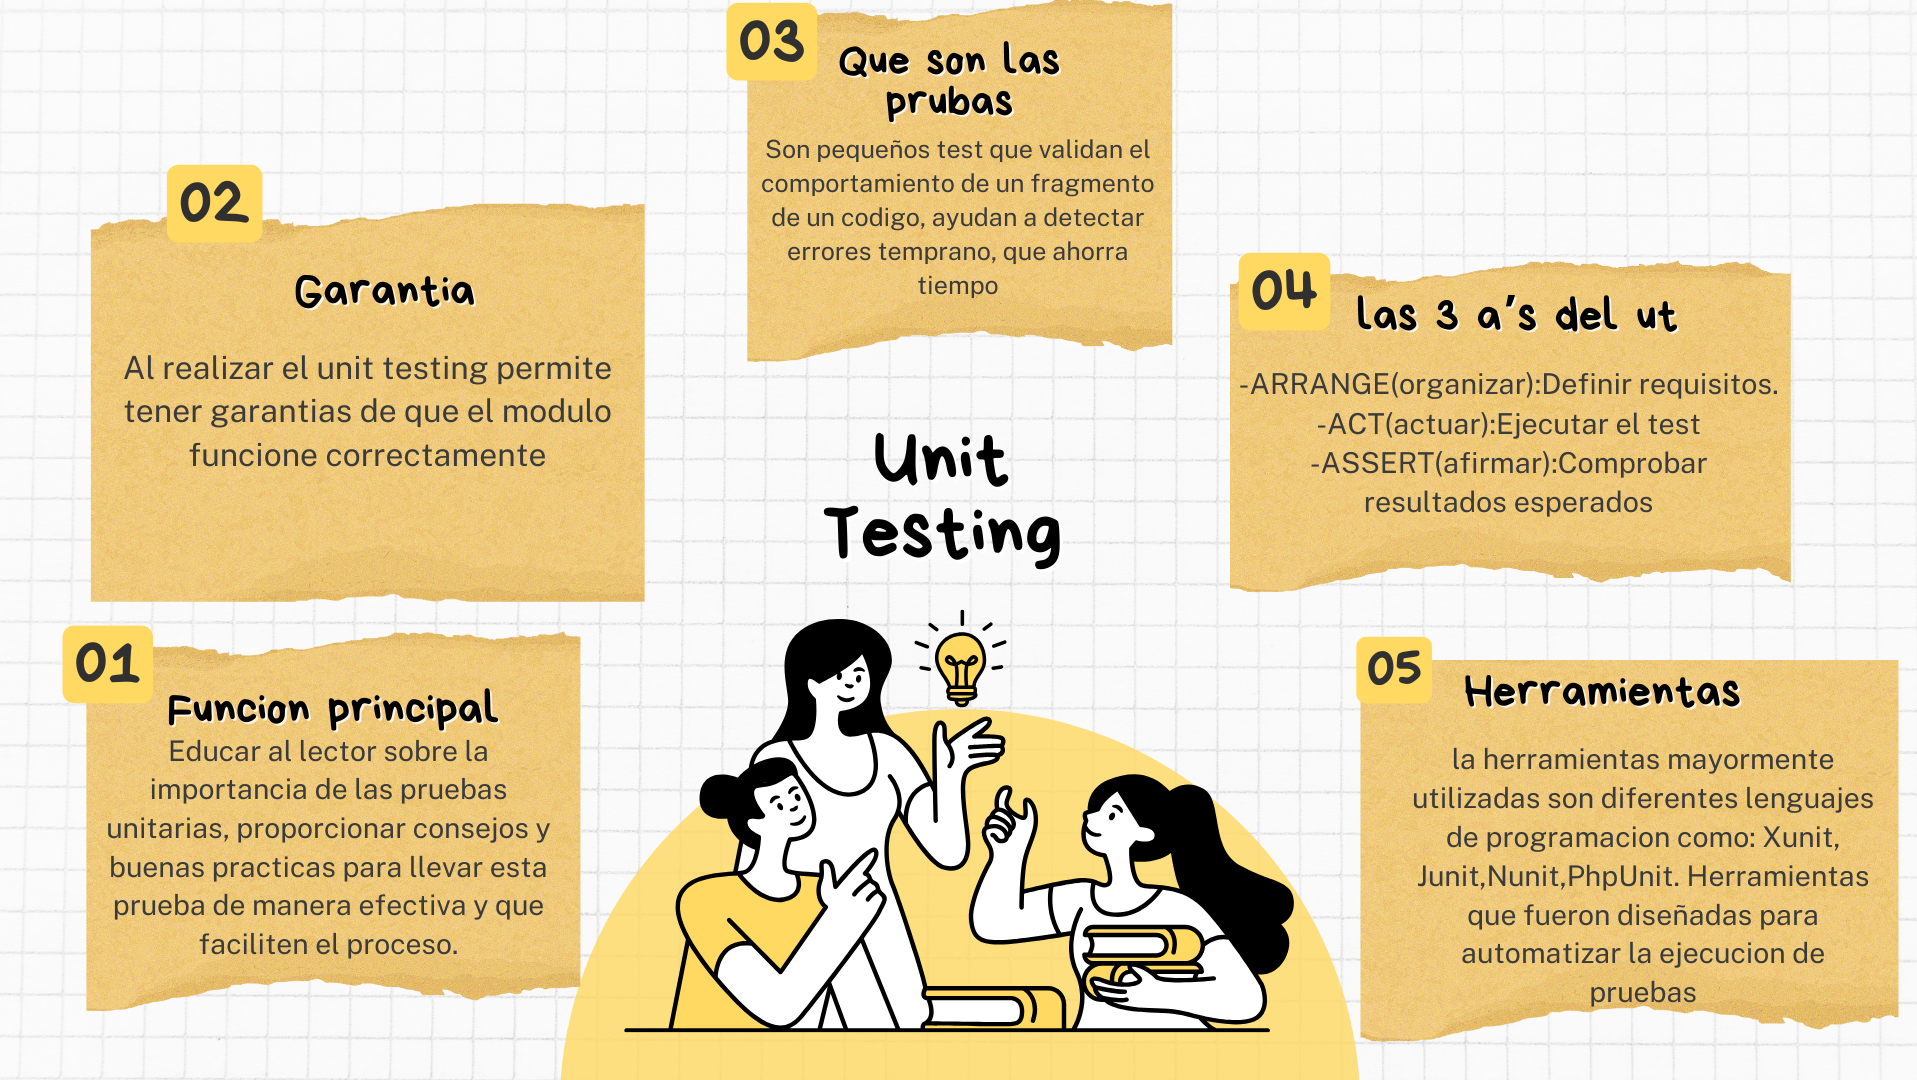 Unit
Testing
01
Funcion principal
Educar al lector sobre la
importancia de las pruebas
unitarias, proporcionar consejos y
buenas practicas para llevar esta
prueba de manera efectiva y que
faciliten el proceso.
02
Garantia
Al realizar el unit testing permite
tener garantias de que el modulo
funcione correctamente
03
Que son las
prubas
Son pequeños test que validan el
comportamiento de un fragmento
de un codigo, ayudan a detectar
errores temprano, que ahorra
tiempo
04
las 3 a's del ut
-ARRANGE(organizar):Definir requisitos.
-ACT(actuar):Ejecutar el test
-ASSERT(afirmar):Comprobar
resultados esperados
05
Herramientas
la herramientas mayormente
utilizadas son diferentes lenguajes
de programacion como: Xunit,
Junit,Nunit,PhpUnit. Herramientas
que fueron diseñadas para
automatizar la ejecucion de
pruebas